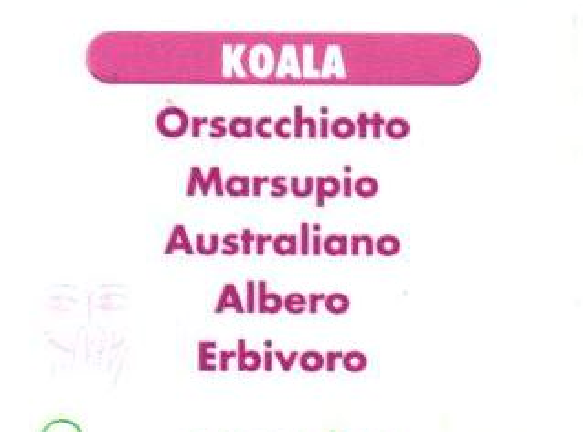 KOALA
Orsacchiotto
Marsupio
Australiano
Albero
Erbivoro